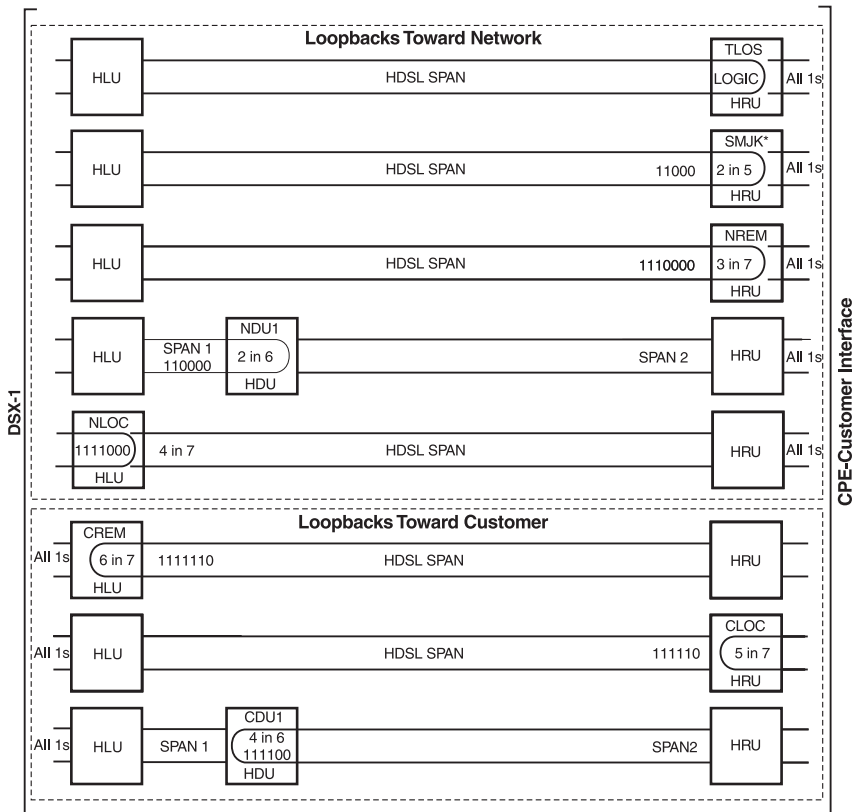 Loopbacks Toward Network
TLOS
HLU
HDSL SPAN
LOGIC
All 1s
HRU
SMJK*
HLU
HDSL SPAN
11000
2 in 5
All 1s
HRU
NREM
HLU
HDSL SPAN
1110000
3 in 7
All 1s
HRU
NDU1
HLU
SPAN 1
110000
2 in 6
HDU
SPAN 2
HRU
All 1s
NLOC
1111000
HLU
4 in 7
HDSL SPAN
HRU
All 1s
DSX-1
CPE-Customer Interface
Loopbacks Toward Customer
CREM
All 1s
6 in 7
1111110
HLU
HDSL SPAN
HRU
CLOC
All 1s
HLU
HDSL SPAN
111110
5 in 7
HRU
CDU1
All 1s
HLU
SPAN 1
4 in 6
111100
HDU
SPAN2
HRU